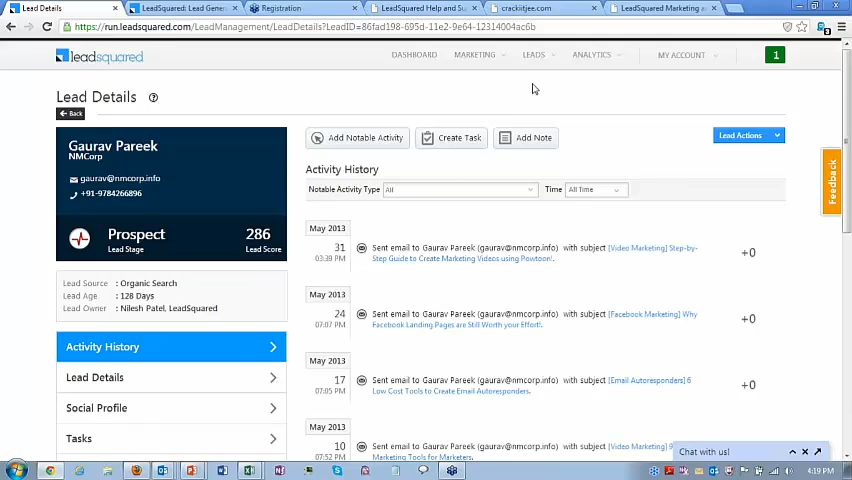 Lead Details
LeadSquared: Lead Gener
Registration
LeadSquared Help and Su
crackiitjee.com
LeadSquared Marketing a
https://run.leadsquared.com/LeadManagement/LeadDetails?LeadID=86fad198-695d-11e2-9e64-12314004ac6b
leadsquared
DASHBOARD
MARKETING
LEADS
ANALYTICS
MY ACCOUNT
1
Lead Details ?
Back
Gaurav Pareek
NMCorp
gaurav@nmcorp.info
+91-9784266896
Prospect
Lead Stage
286
Lead Score
Lead Source : Organic Search
Lead Age : 128 Days
Lead Owner : Nilesh Patel, LeadSquared
Activity History
Lead Details
Social Profile
Tasks
Add Notable Activity
Create Task
Add Note
Lead Actions
Activity History
Notable Activity Type All
Time All Time
May 2013
31
03:39 PM
Sent email to Gaurav Pareek (gaurav@nmcorp.info) with subject [Video Marketing] Step-by-
Step Guide to Create Marketing Videos using Powtoon!.
+0
May 2013
24
07:07 PM
Sent email to Gaurav Pareek (gaurav@nmcorp.info) with subject [Facebook Marketing] Why
Facebook Landing Pages are Still Worth your Effort!.
+0
May 2013
17
07:05 PM
Sent email to Gaurav Pareek (gaurav@nmcorp.info) with subject [Email Autoresponders] 6
Low Cost Tools to Create Email Autoresponders.
+0
May 2013
10
07:52 PM
Sent email to Gaurav Pareek (gaurav@nmcorp.info) with subject [Video Marketing] 9
Marketing Tools for Marketers.
Feedback
Chat with us!
4:19 PM